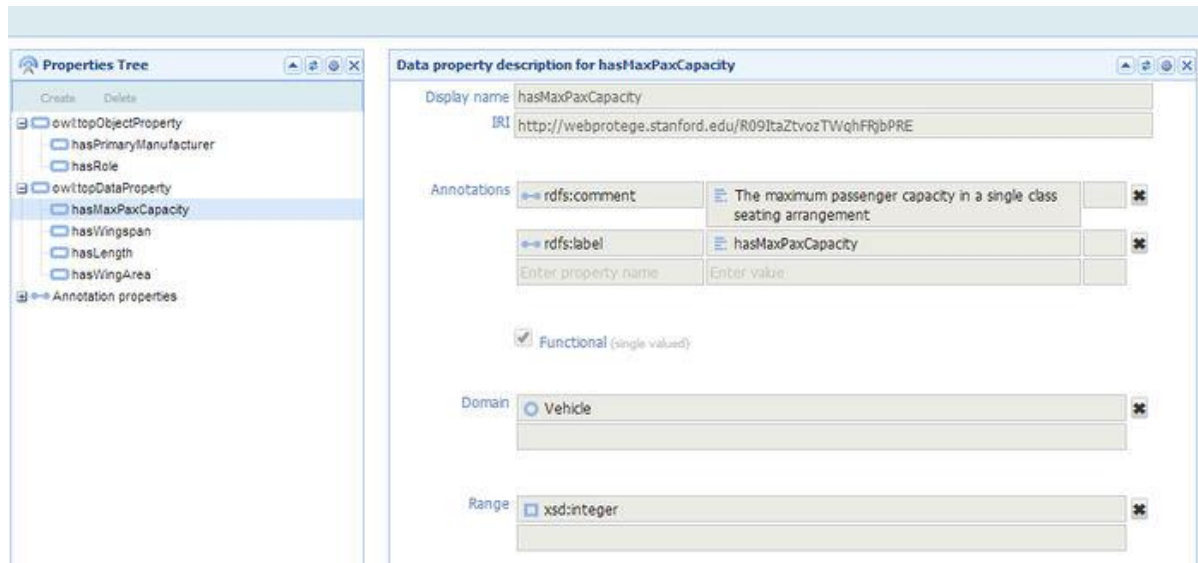 Properties Tree
Create Delete
owl:topObjectProperty
hasPrimaryManufacturer
hasRole
owl:topDataProperty
hasMaxPaxCapacity
hasWingspan
hasLength
hasWingArea
Annotation properties
Data property description for hasMaxPaxCapacity
Display name hasMaxPaxCapacity
IRI http://webprotege.stanford.edu/R09ItaZtvozTWqhFRjbPRE
Annotations rdfs:comment The maximum passenger capacity in a single class
seating arrangement
rdfs:label hasMaxPaxCapacity
Enter property name Enter value
Functional (single valued)
Domain Vehicle
Range xsd:integer